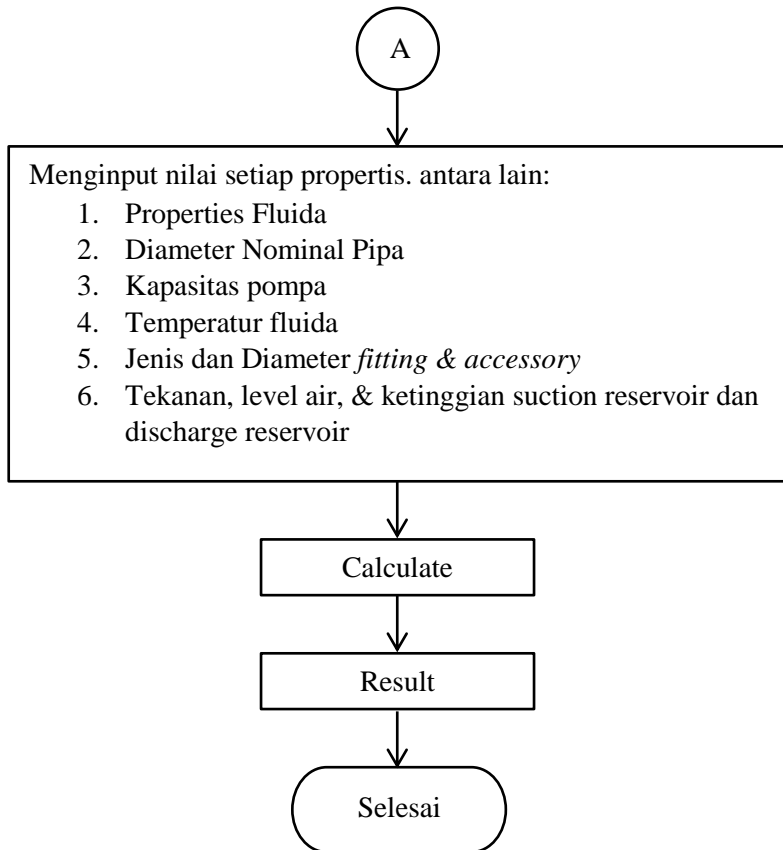 A
Menginput nilai setiap propertis. antara lain:
1. Properties Fluida
2. Diameter Nominal Pipa
3. Kapasitas pompa
4. Temperatur fluida
5. Jenis dan Diameter fitting & accessory
6. Tekanan, level air, & ketinggian suction reservoir dan
discharge reservoir
Calculate
Result
Selesai